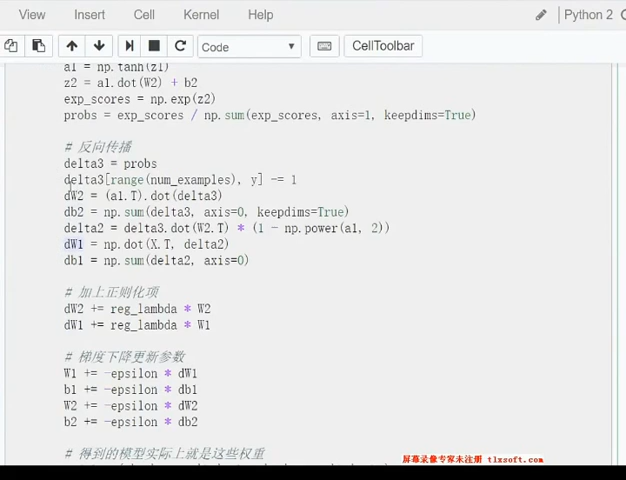 View Insert Cell Kernel Help Python 2
Code CellToolbar
a1 = np.tanh(z1)
z2 = a1.dot(W2) + b2
exp_scores = np.exp(z2)
probs = exp_scores / np.sum(exp_scores, axis=1, keepdims=True)
# 反向传播
delta3 = probs
delta3[range(num_examples), y] -= 1
dW2 = (a1.T).dot(delta3)
db2 = np.sum(delta3, axis=0, keepdims=True)
delta2 = delta3.dot(W2.T) * (1 - np.power(a1, 2))
dW1 = np.dot(X.T, delta2)
db1 = np.sum(delta2, axis=0)
# 加上正则化项
dW2 += reg_lambda * W2
dW1 += reg_lambda * W1
# 梯度下降更新参数
W1 += -epsilon * dW1
b1 += -epsilon * db1
W2 += -epsilon * dW2
b2 += -epsilon * db2
# 得到的模型实际上就是这些权重
屏幕录像专家未注册 tlxsoft.com